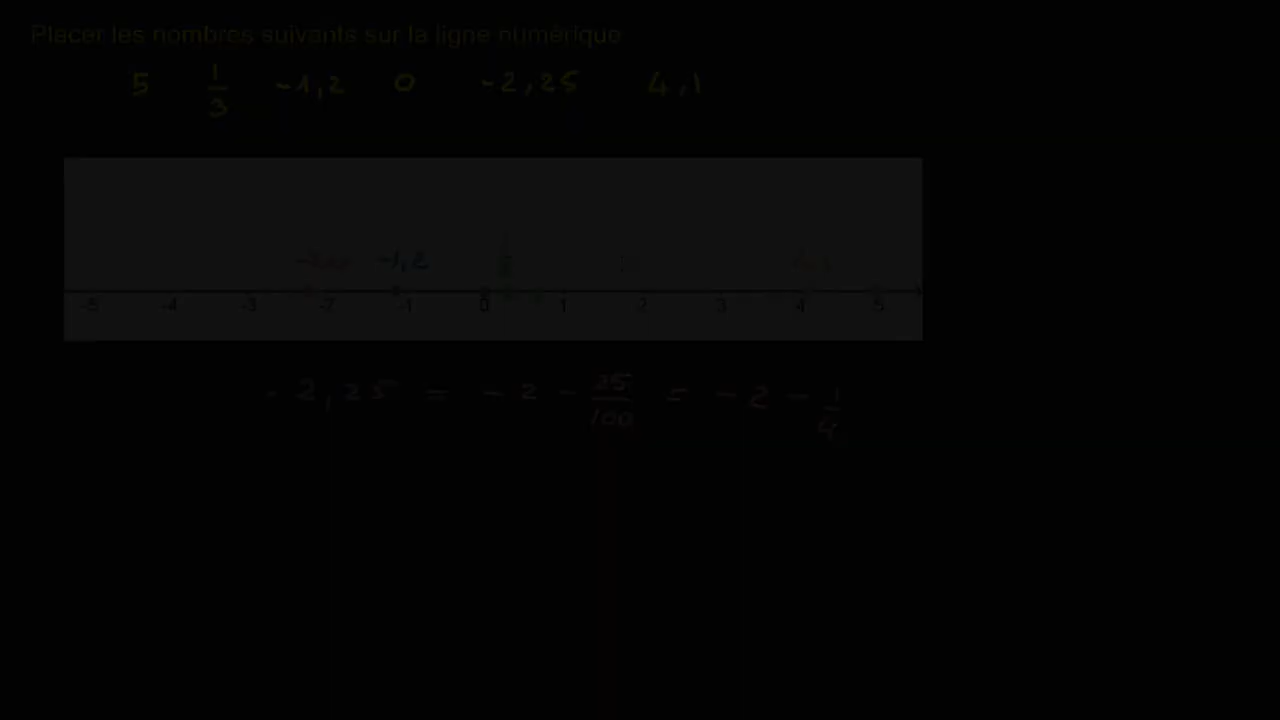 Placer les nombres suivants sur la ligne numérique
5 1/3 -1,2 0 -2,25 4,1
-1,2
-5 -4 -3 -2 -1 0 1 2 3 4 5
- 2,25 = - 2 - 25/100 = - 2 - 1/4